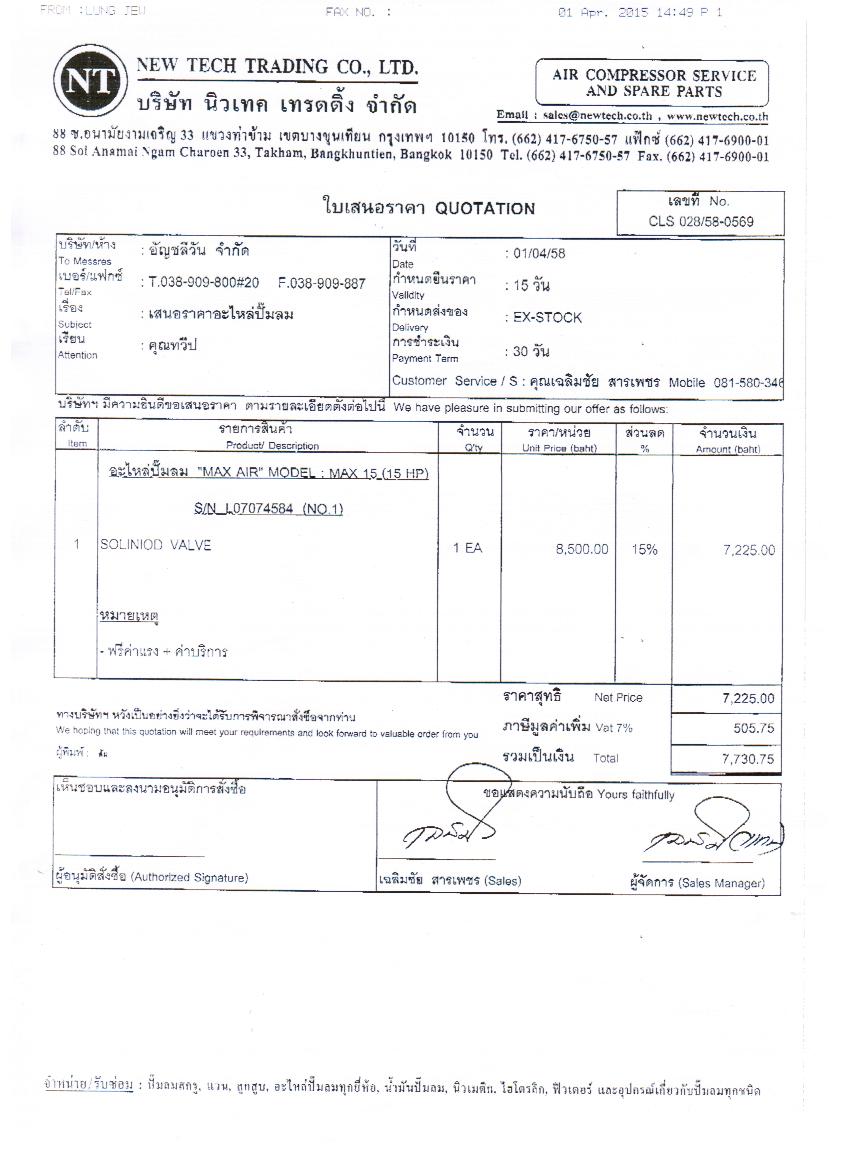 FROM :LUNG JEW FAX NO. : 01 Apr. 2015 14:49 P 1
NT
NEW TECH TRADING CO., LTD.
บริษัท นิวเทค เทรดดิ้ง จำกัด
AIR COMPRESSOR SERVICE
AND SPARE PARTS
Email : sales@newtech.co.th , www.newtech.co.th
88 ซ.อนามัยงามเจริญ 33 แขวงท่าข้าม เขตบางขุนเทียน กรุงเทพฯ 10150 โทร. (662) 417-6750-57 แฟ๊กซ์ (662) 417-6900-01
88 Soi Anamai Ngam Charoen 33, Takham, Bangkhuntien, Bangkok 10150 Tel. (662) 417-6750-57 Fax. (662) 417-6900-01
ใบเสนอราคา QUOTATION
เลขที่ No.
CLS 028/58-0569
บริษัท/ห้าง : อัญชลีวัน จำกัด
To Messres
เบอร์/แฟกซ์ : T.038-909-800#20 F.038-909-887
Tel/Fax
เรื่อง : เสนอราคาอะไหล่ปั๊มลม
Subject
เรียน : คุณทวีป
Attention
วันที่ : 01/04/58
Date
กำหนดยืนราคา : 15 วัน
Validity
กำหนดส่งของ : EX-STOCK
Delivery
การชำระเงิน : 30 วัน
Payment Term
Customer Service / S : คุณเฉลิมชัย สารเพชร Mobile 081-580-346
บริษัทฯ มีความยินดีขอเสนอราคา ตามรายละเอียดดังต่อไปนี้ We have pleasure in submitting our offer as follows:
ลำดับ รายการสินค้า จำนวน ราคา/หน่วย ส่วนลด จำนวนเงิน
Item Product/ Description Q'ty Unit Price (baht) % Amount (baht)
อะไหล่ปั๊มลม "MAX AIR" MODEL : MAX 15 (15 HP)
S/N L07074584 (NO.1)
1 SOLINIOD VALVE 1 EA 8,500.00 15% 7,225.00
หมายเหตุ
- ฟรีค่าแรง + ค่าบริการ
ราคาสุทธิ Net Price 7,225.00
ทางบริษัทฯ หวังเป็นอย่างยิ่งว่าจะได้รับการพิจารณาสั่งซื้อจากท่าน
We hoping that this quotation will meet your requirements and look forward to valuable order from you
ภาษีมูลค่าเพิ่ม Vat 7% 505.75
ผู้พิมพ์ :
รวมเป็นเงิน Total 7,730.75
เห็นชอบและลงนามอนุมัติการสั่งซื้อ
ขอแสดงความนับถือ Yours faithfully
ผู้อนุมัติสั่งซื้อ (Authorized Signature)
เฉลิมชัย สารเพชร (Sales)
ผู้จัดการ (Sales Manager)
จำหน่าย/รับซ่อม : ปั๊มลมสกรู, แวน, ลูกสูบ, อะไหล่ปั๊มลมทุกยี่ห้อ, น้ำมันปั๊มลม, นิวเมติก, ไฮโดรลิก, ฟิวเตอร์ และอุปกรณ์เกี่ยวกับปั๊มลมทุกชนิด